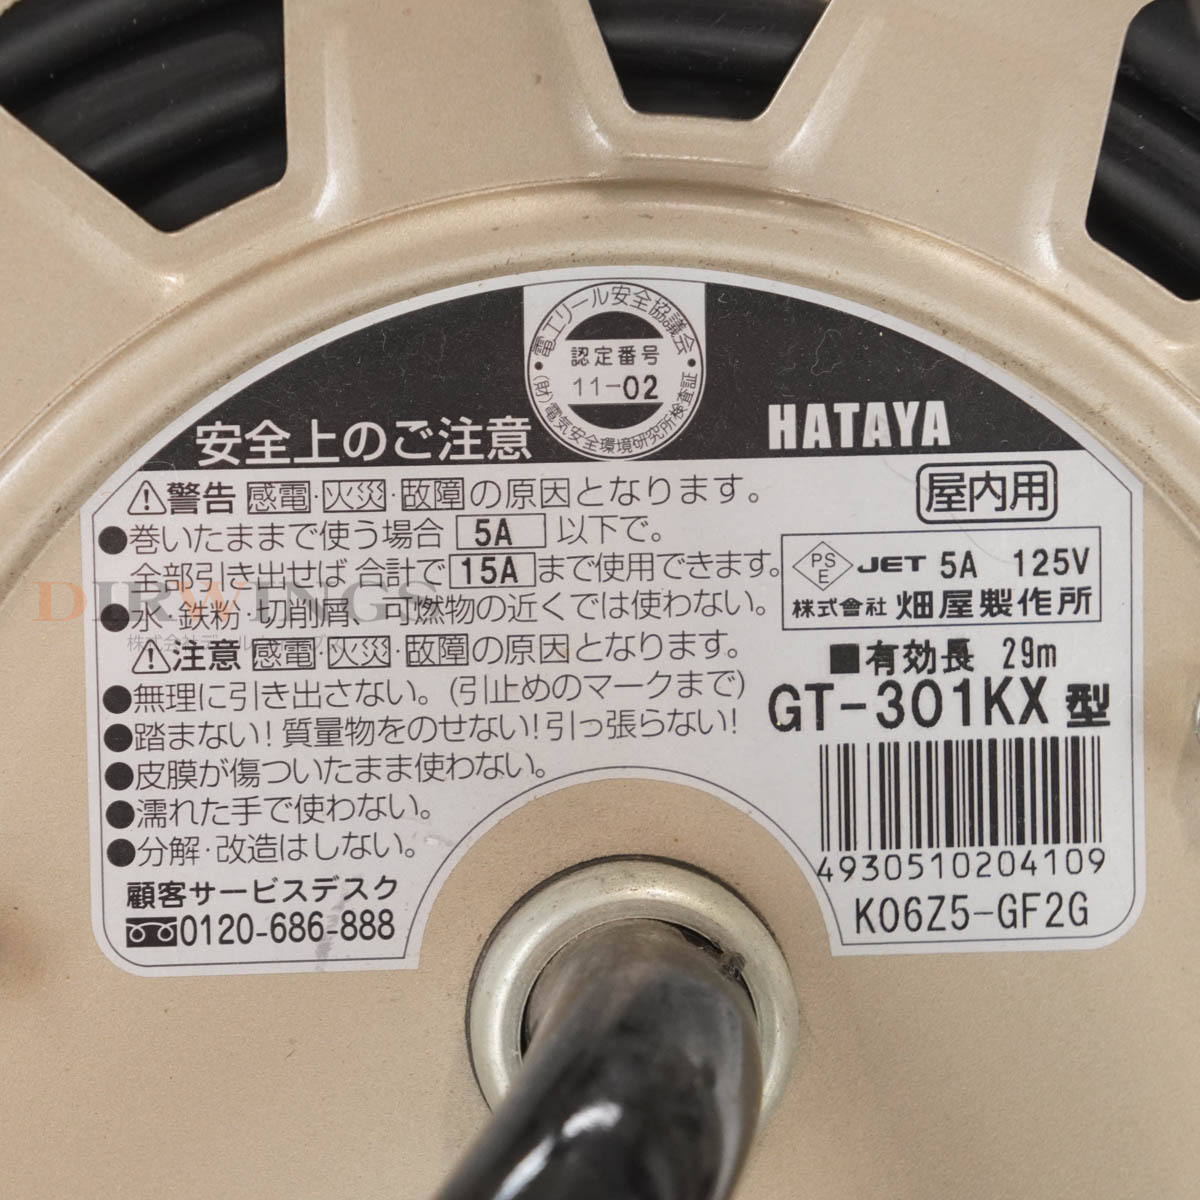 電工リール安全協議会
認定番号
11-02
(財)電気安全環境研究所検査証
安全上のご注意
HATAYA
⚠警告 感電・火災・故障の原因となります。
●巻いたままで使う場合 5A 以下で。
全部引き出せば 合計で 15A まで使用できます。
●水・鉄粉・切削屑、可燃物の近くでは使わない。
⚠注意 感電・火災・故障の原因となります。
●無理に引き出さない。(引止めのマークまで)
●踏まない!質量物をのせない!引っ張らない!
●皮膜が傷ついたまま使わない。
●濡れた手で使わない。
●分解・改造はしない。
顧客サービスデスク
0120-686-888
屋内用
PS
E
JET 5A 125V
株式會社 畑屋製作所
■有効長 29m
GT-301KX 型
4930510204109
K06Z5-GF2G
DIRWINGS